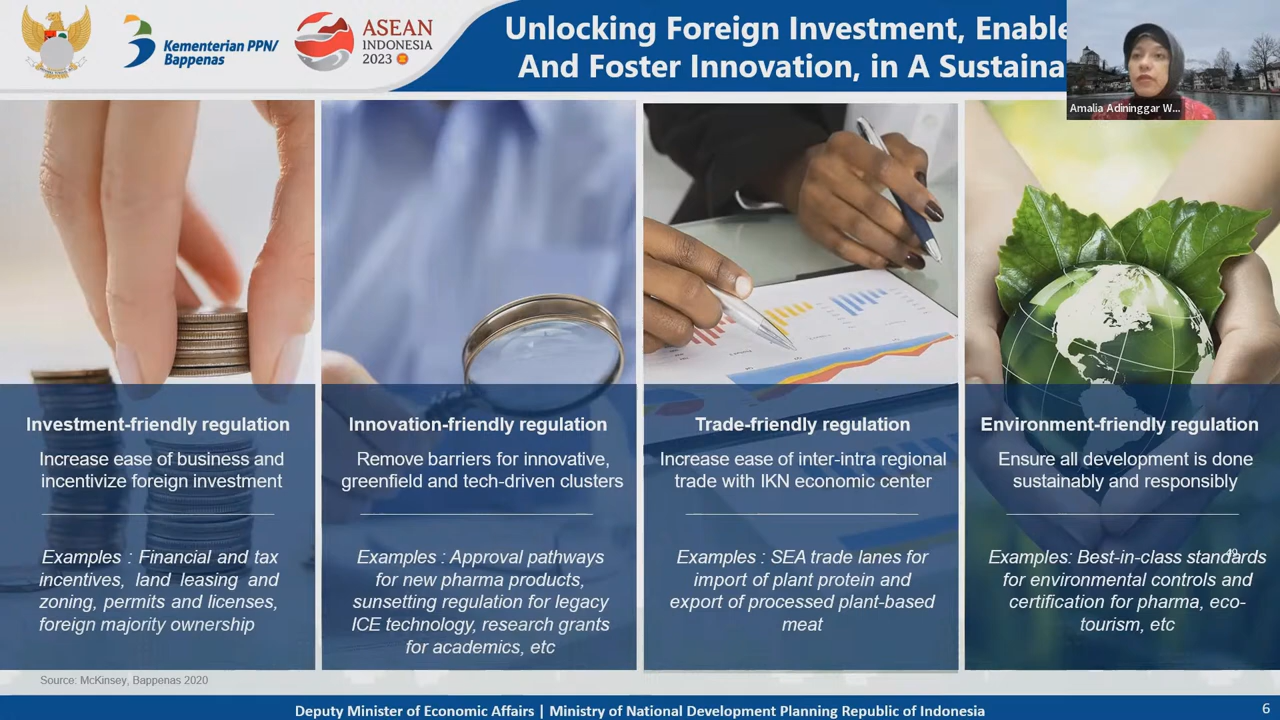 Kementerian PPN/
Bappenas
ASEAN
INDONESIA
2023
Unlocking Foreign Investment, Enable
And Foster Innovation, in A Sustaina
Amalia Adininggar W...
Investment-friendly regulation
Increase ease of business and
incentivize foreign investment
Examples : Financial and tax
incentives, land leasing and
zoning, permits and licenses,
foreign majority ownership
Innovation-friendly regulation
Remove barriers for innovative,
greenfield and tech-driven clusters
Examples : Approval pathways
for new pharma products,
sunsetting regulation for legacy
ICE technology, research grants
for academics, etc
Trade-friendly regulation
Increase ease of inter-intra regional
trade with IKN economic center
Examples : SEA trade lanes for
import of plant protein and
export of processed plant-based
meat
Environment-friendly regulation
Ensure all development is done
sustainably and responsibly
Examples: Best-in-class standards
for environmental controls and
certification for pharma, eco-
tourism, etc
Source: McKinsey, Bappenas 2020
Deputy Minister of Economic Affairs | Ministry of National Development Planning Republic of Indonesia
6